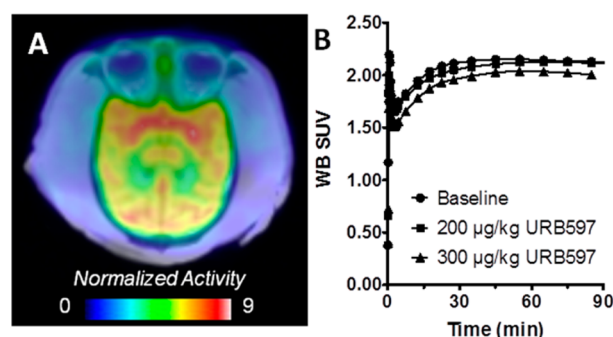 A
Normalized Activity
0 9
B
WB SUV
2.50
2.00
1.50
1.00
0.50
0.00
Baseline
200 µg/kg URB597
300 µg/kg URB597
0 30 60 90
Time (min)